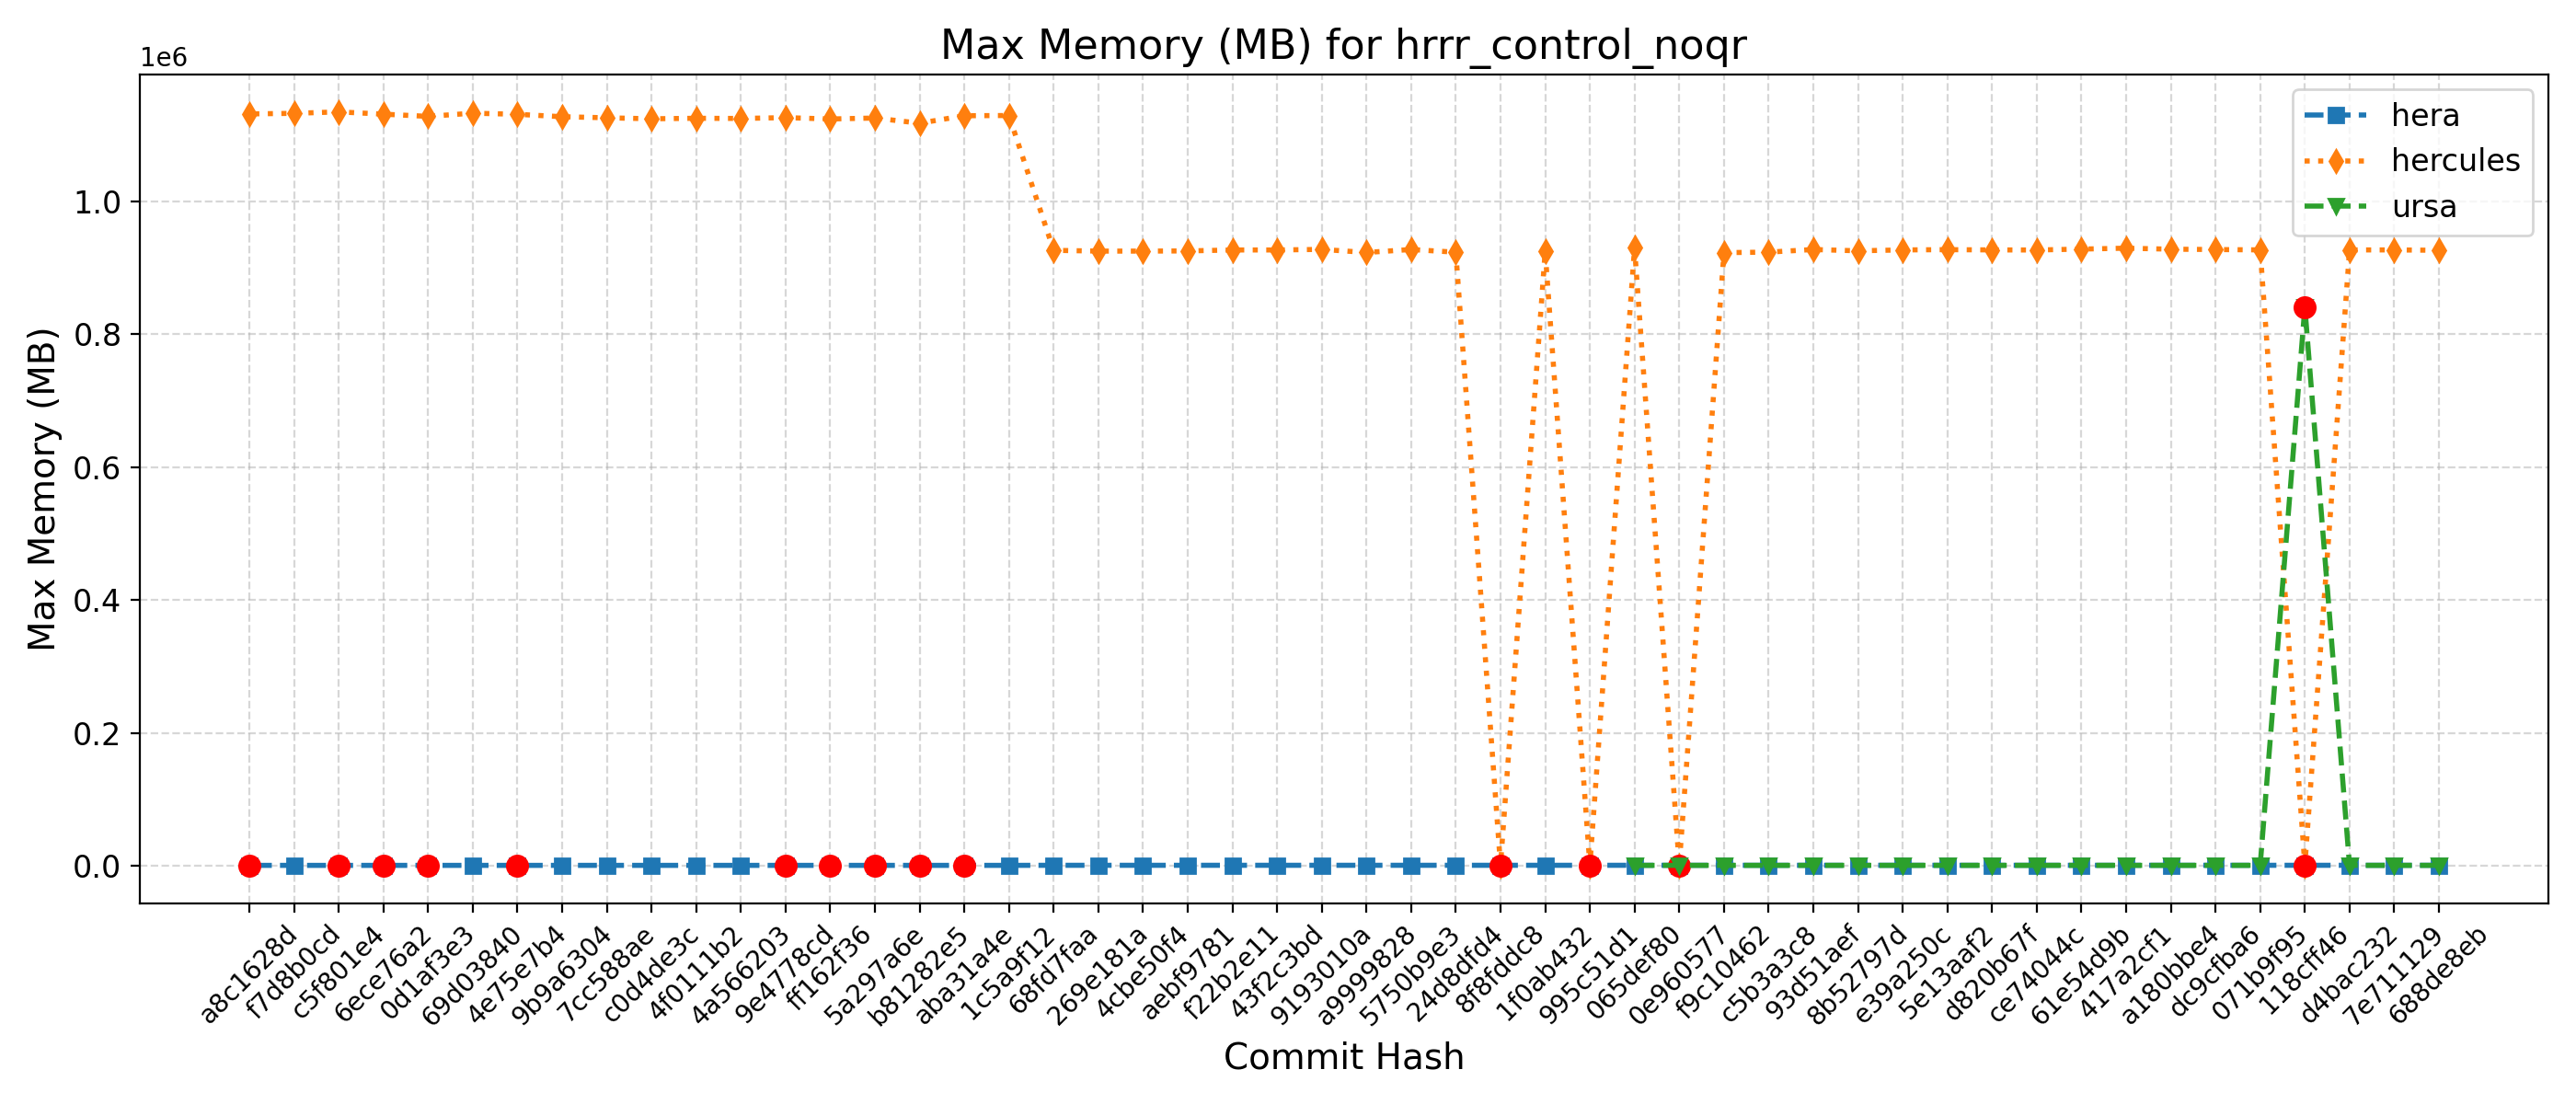 Max Memory (MB) for hrrr_control_noqr
1e6
1.0
0.8
0.6
0.4
0.2
0.0
Max Memory (MB)
hera
hercules
ursa
a8c1628d
f7d8b0cd
c5f801e4
6ece76a2
0d1af3e3
69d03840
4e75e7b4
9b9a6304
7cc588ae
c0d4de3c
4f0111b2
4a566203
9e4778cd
ff162f36
5a297a6e
b81282e5
aba31a4e
1c5a9f12
68fd7faa
269e181a
4cbe50f4
aebf9781
f22b2e11
43f2c3bd
9193010a
a9999828
5750b9e3
24d8dfd4
8f8fddc8
1f0ab432
995c51d1
065def80
0e960577
f9c10462
c5b3a3c8
93d51aef
8b52797d
e39a250c
5e13aaf2
d820b67f
ce74044c
61e54d9b
417a2cf1
a180bbe4
dc9cfba6
071b9f95
118cff46
d4bac232
7e711129
688de8eb
Commit Hash